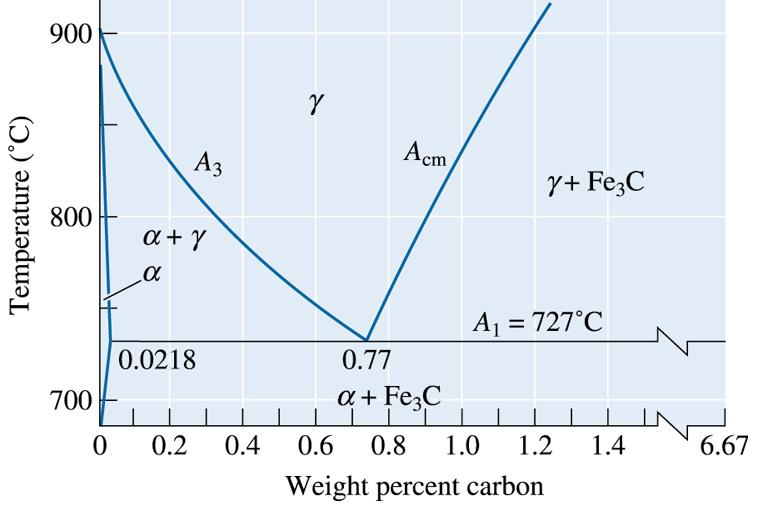 900
γ
A₃
A_cm
γ + Fe₃C
800
α + γ
α
A₁ = 727˚C
0.0218
0.77
α + Fe₃C
700
0 0.2 0.4 0.6 0.8 1.0 1.2 1.4 6.67
Weight percent carbon
Temperature (˚C)